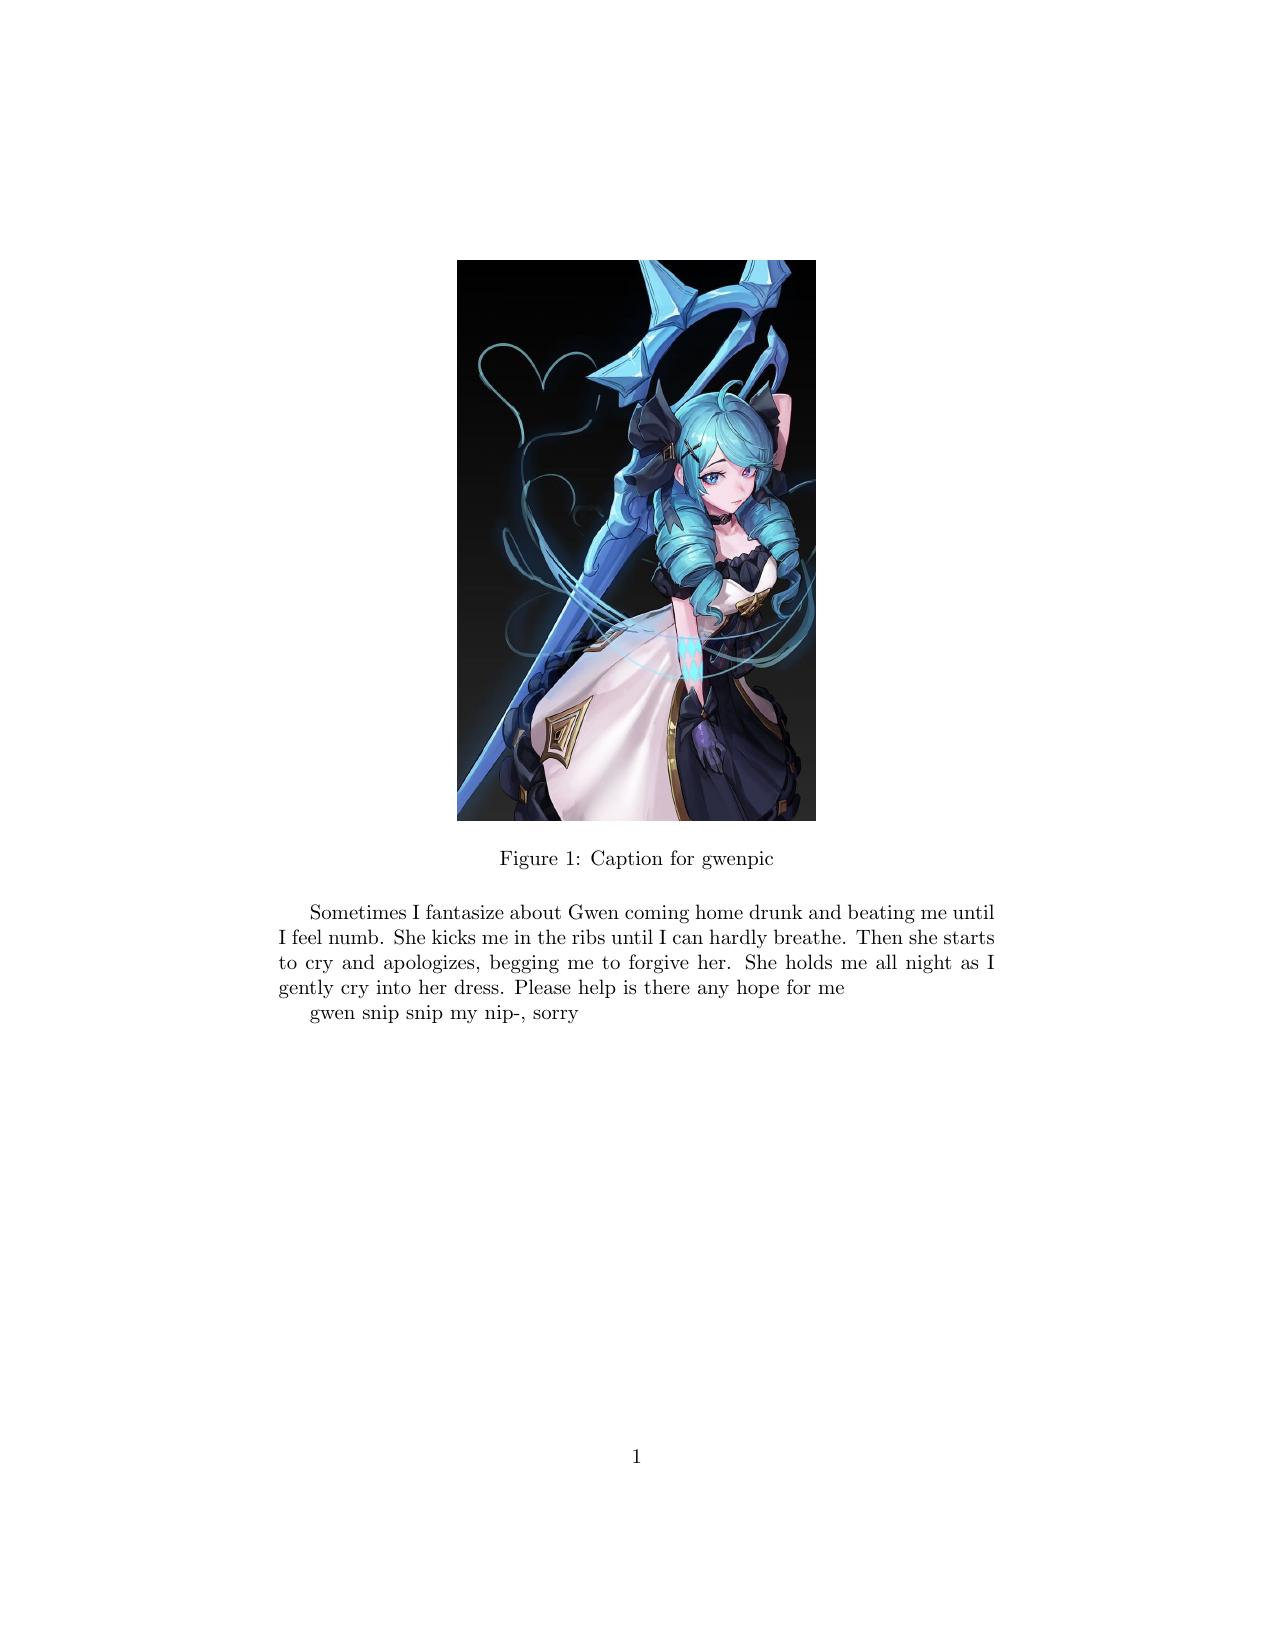 Figure 1: Caption for gwenpic
Sometimes I fantasize about Gwen coming home drunk and beating me until
I feel numb. She kicks me in the ribs until I can hardly breathe. Then she starts
to cry and apologizes, begging me to forgive her. She holds me all night as I
gently cry into her dress. Please help is there any hope for me
gwen snip snip my nip-, sorry
1